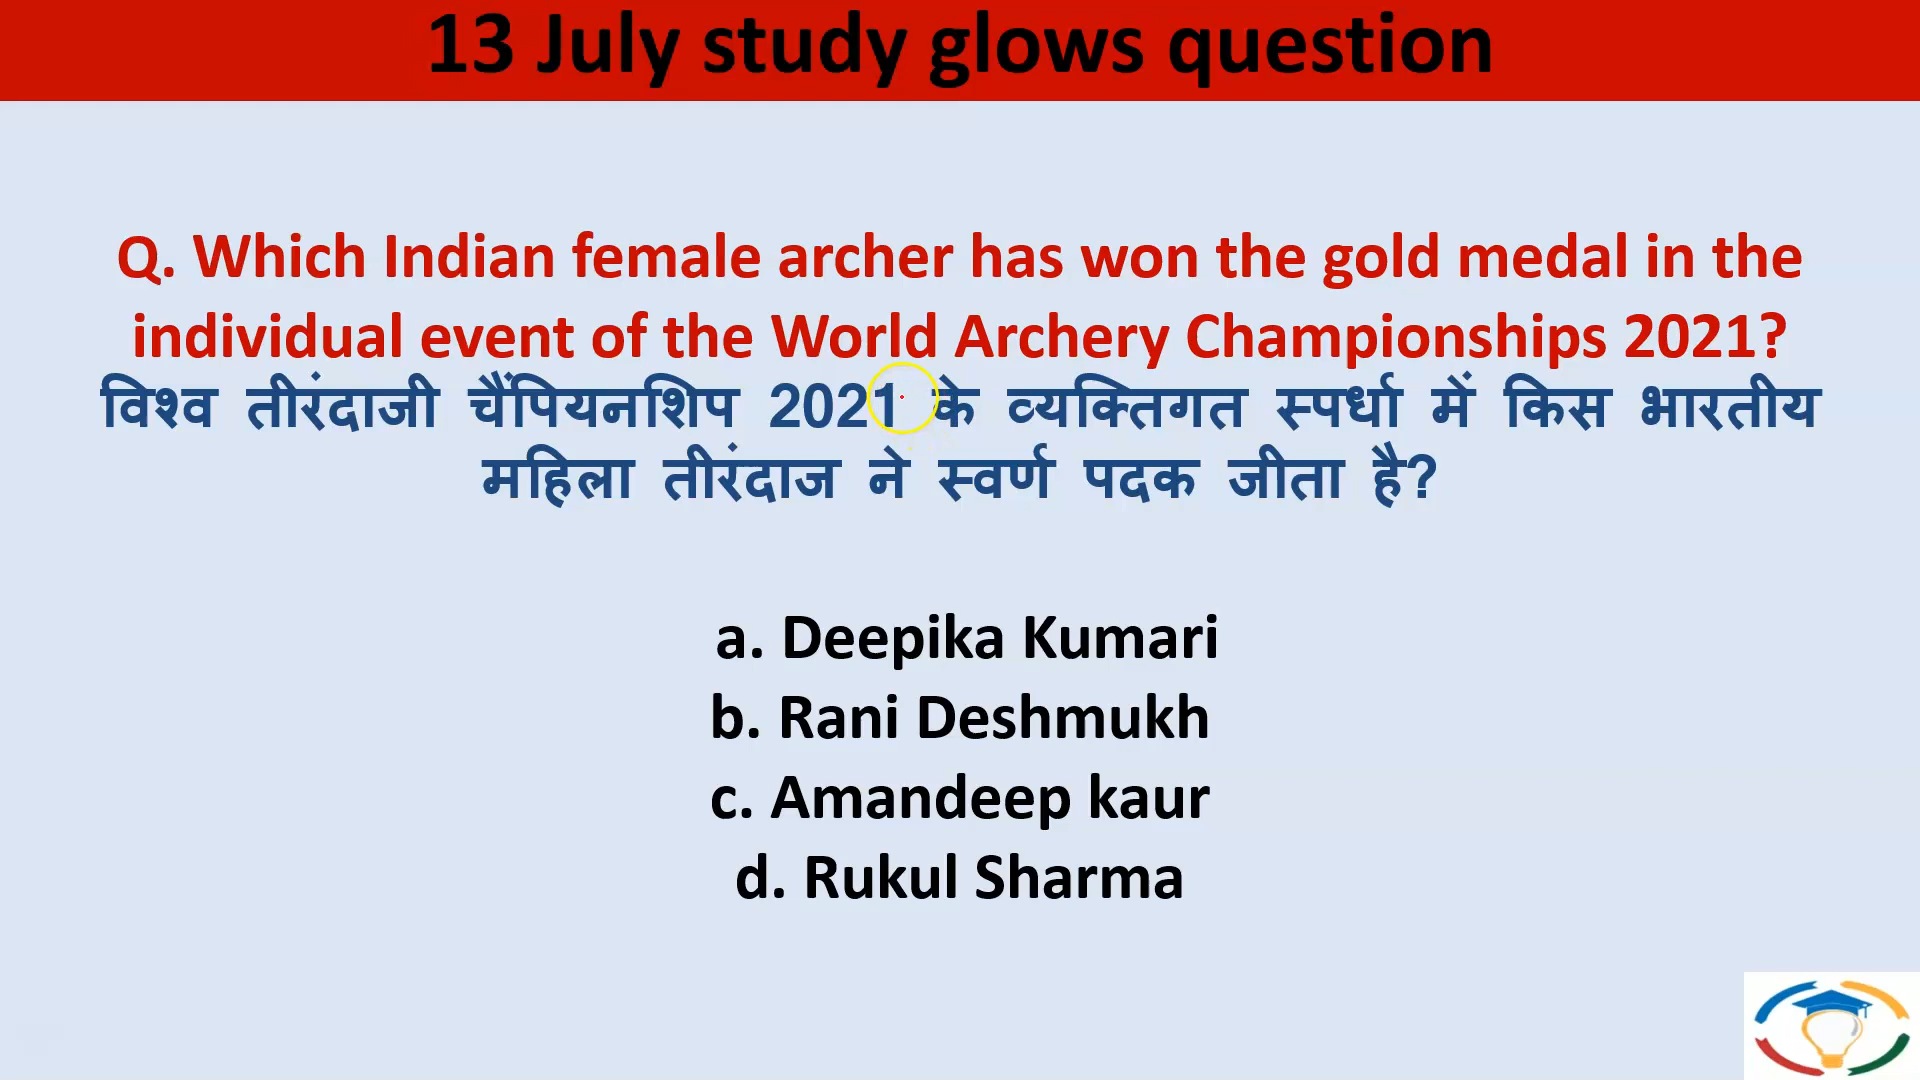 13 July study glows question
Q. Which Indian female archer has won the gold medal in the
individual event of the World Archery Championships 2021?
विश्व तीरंदाजी चैंपियनशिप 2021 के व्यक्तिगत स्पर्धा में किस भारतीय
महिला तीरंदाज ने स्वर्ण पदक जीता है?
a. Deepika Kumari
b. Rani Deshmukh
c. Amandeep kaur
d. Rukul Sharma